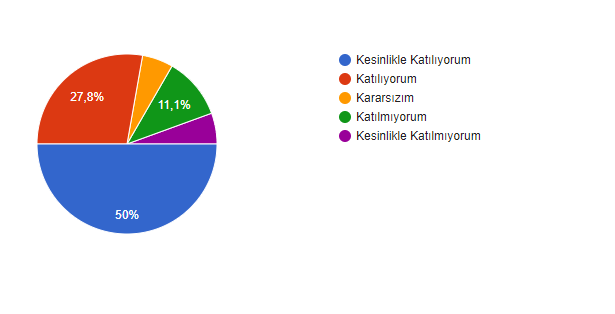 27,8%
11,1%
50%
Kesinlikle Katılıyorum
Katılıyorum
Kararsızım
Katılmıyorum
Kesinlikle Katılmıyorum